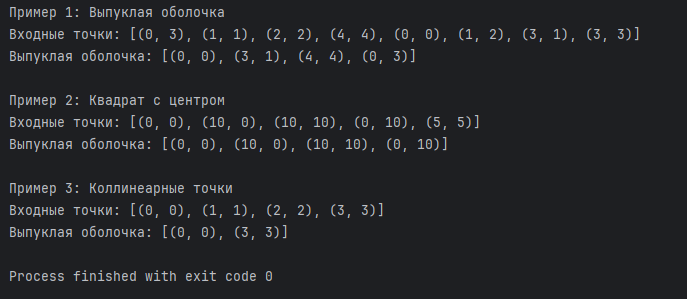 Пример 1: Выпуклая оболочка
Входные точки: [(0, 3), (1, 1), (2, 2), (4, 4), (0, 0), (1, 2), (3, 1), (3, 3)]
Выпуклая оболочка: [(0, 0), (3, 1), (4, 4), (0, 3)]
Пример 2: Квадрат с центром
Входные точки: [(0, 0), (10, 0), (10, 10), (0, 10), (5, 5)]
Выпуклая оболочка: [(0, 0), (10, 0), (10, 10), (0, 10)]
Пример 3: Коллинеарные точки
Входные точки: [(0, 0), (1, 1), (2, 2), (3, 3)]
Выпуклая оболочка: [(0, 0), (3, 3)]
Process finished with exit code 0